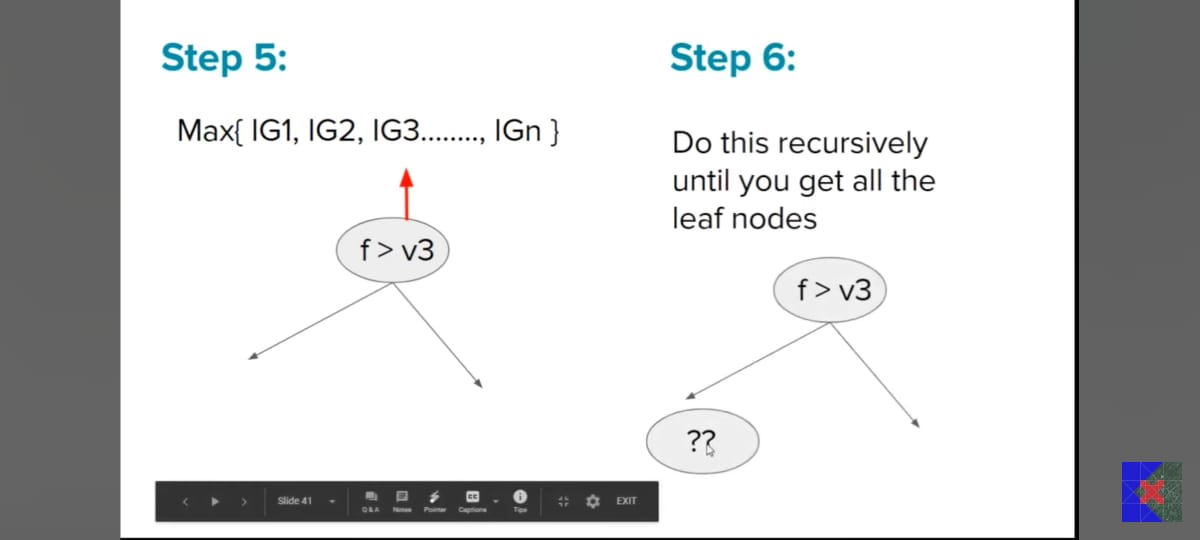 Step 5:
Max{ IG1, IG2, IG3........, IGn }
f > v3
Step 6:
Do this recursively
until you get all the
leaf nodes
f > v3
??
Slide 41
Q & A
Notes
Pointer
CC
Captions
Tips
EXIT